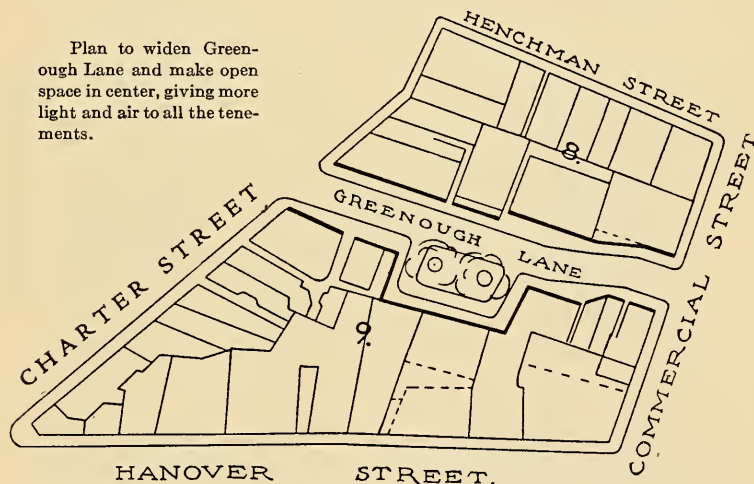 Plan to widen Green-
ough Lane and make open
space in center, giving more
light and air to all the tene-
ments.
HENCHMAN STREET
8.
GREENOUGH LANE
CHARTER STREET
COMMERCIAL STREET
9.
HANOVER STREET.